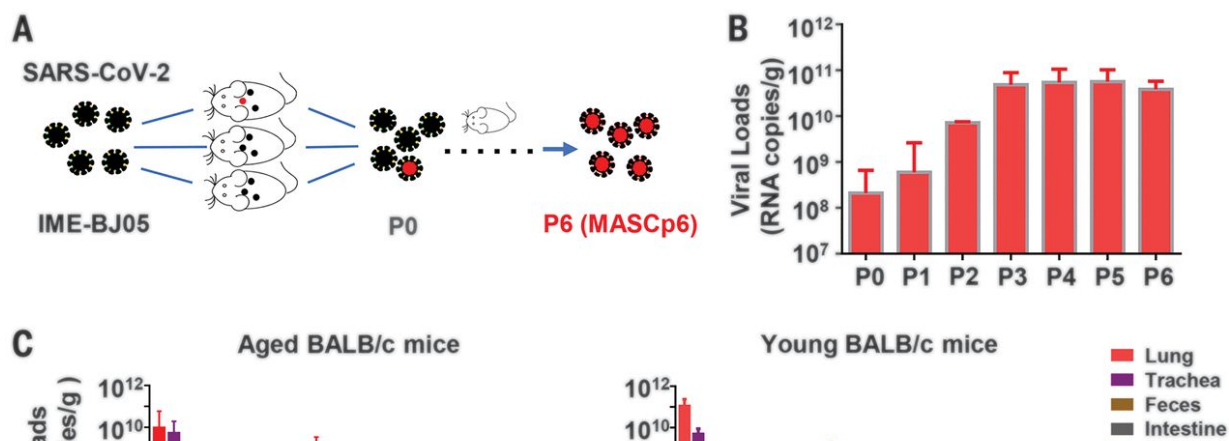 A
SARS-CoV-2
IME-BJ05
P0
P6 (MASCp6)
B
Viral Loads
(RNA copies/g)
10¹²
10¹¹
10¹⁰
10⁹
10⁸
10⁷
P0 P1 P2 P3 P4 P5 P6
C
Aged BALB/c mice
10¹²
10¹⁰
Young BALB/c mice
10¹²
10¹⁰
Lung
Trachea
Feces
Intestine